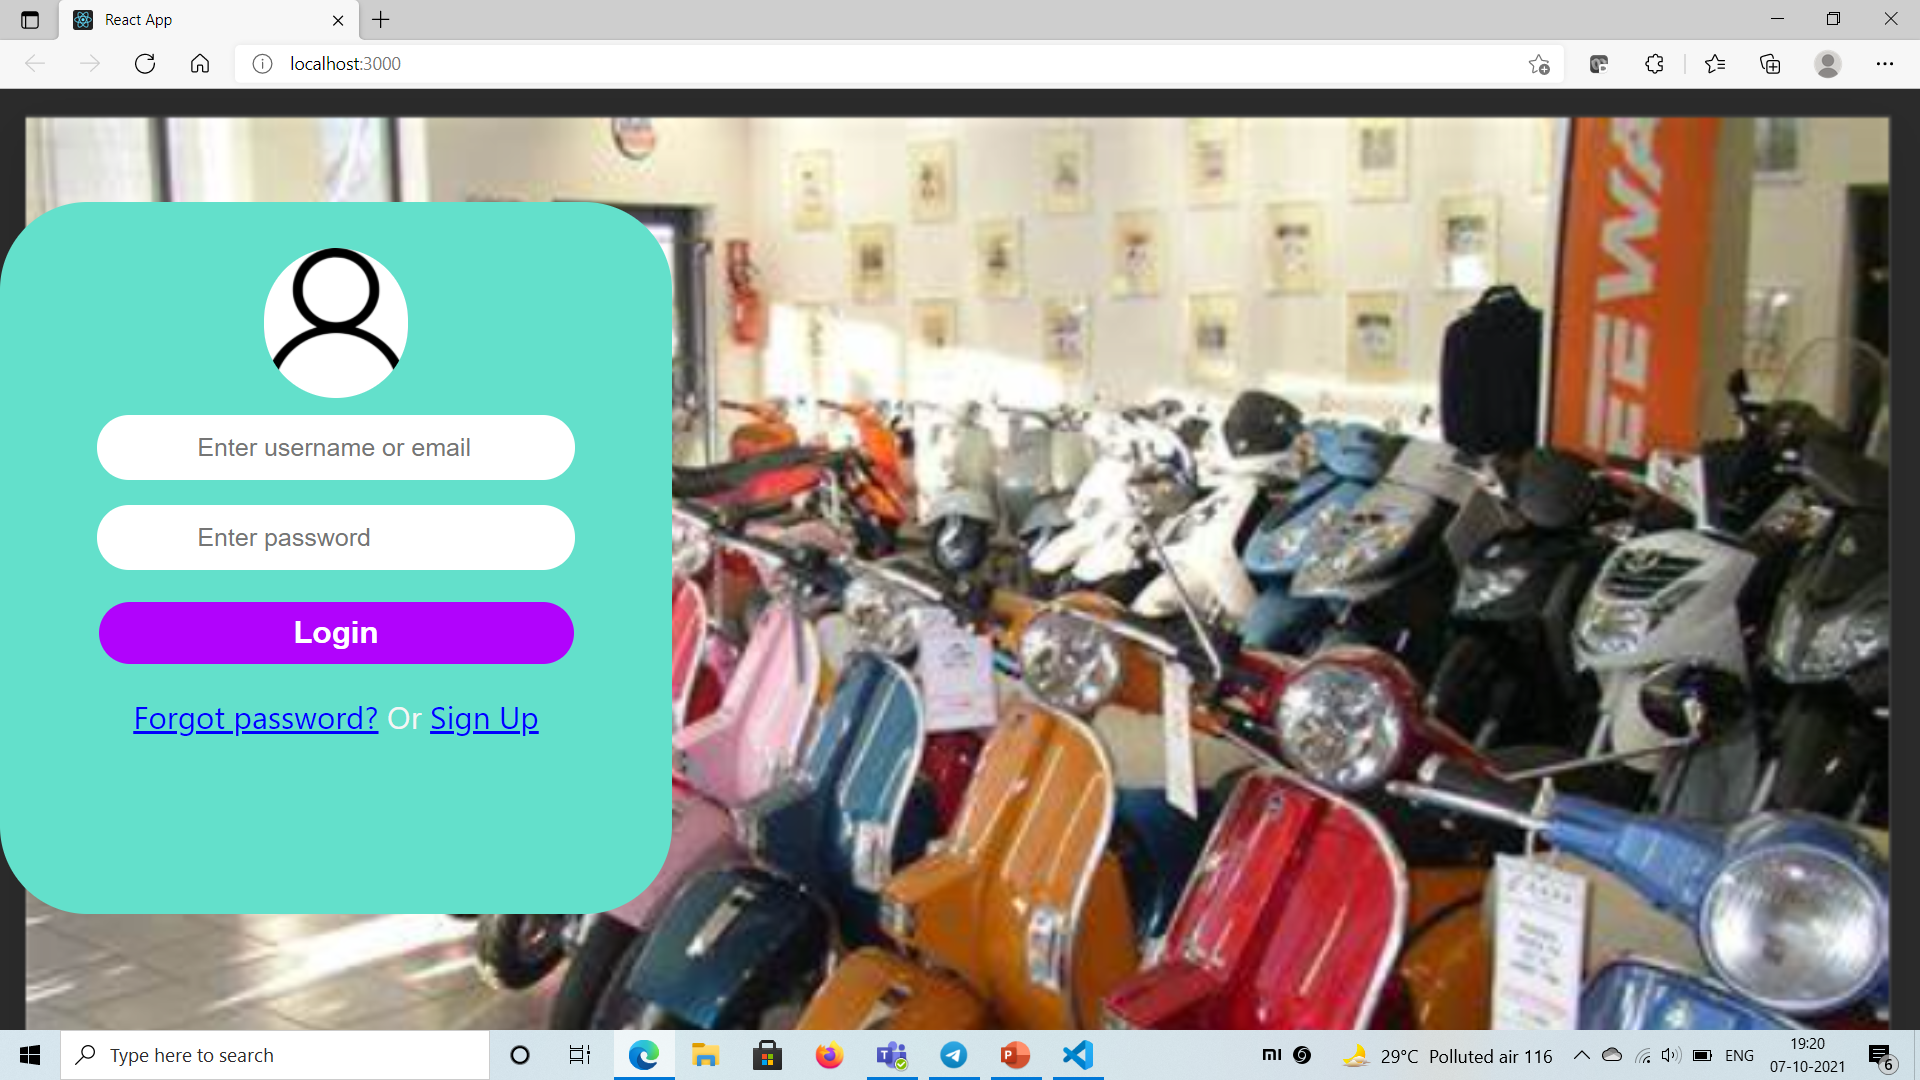 React App
localhost:3000
Enter username or email
Enter password
Login
Forgot password? Or Sign Up
Type here to search
29°C Polluted air 116
ENG
19:20
07-10-2021
6